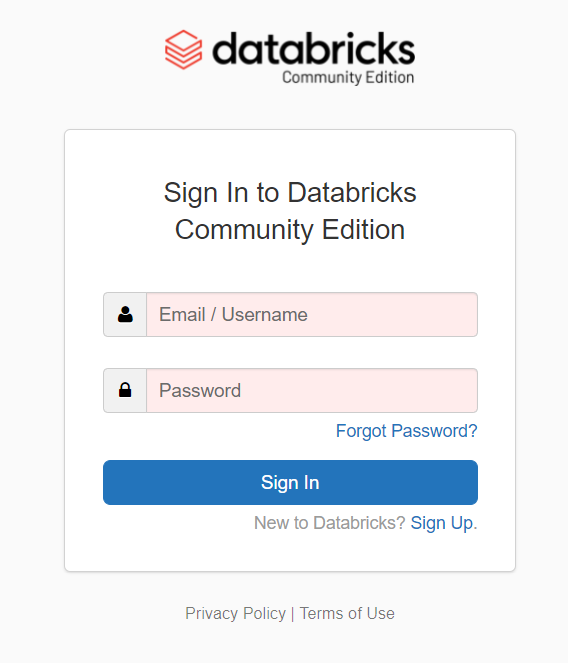 databricks
Community Edition
Sign In to Databricks
Community Edition
Email / Username
Password
Forgot Password?
Sign In
New to Databricks? Sign Up.
Privacy Policy | Terms of Use